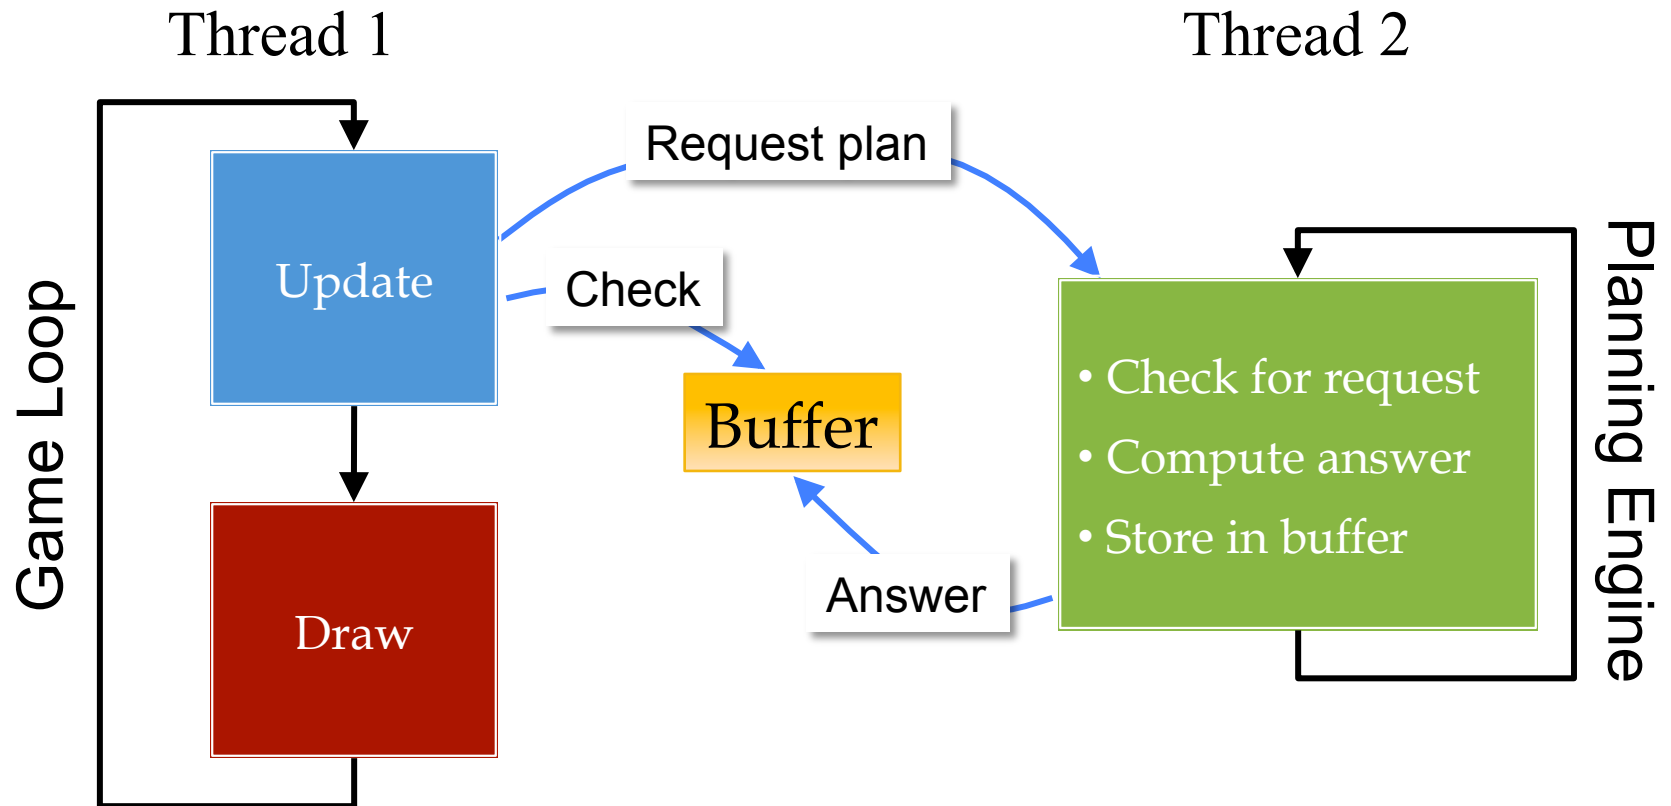 Thread 1
Thread 2
Game Loop
Update
Draw
Request plan
Check
Buffer
Answer
• Check for request
• Compute answer
• Store in buffer
Planning Engine